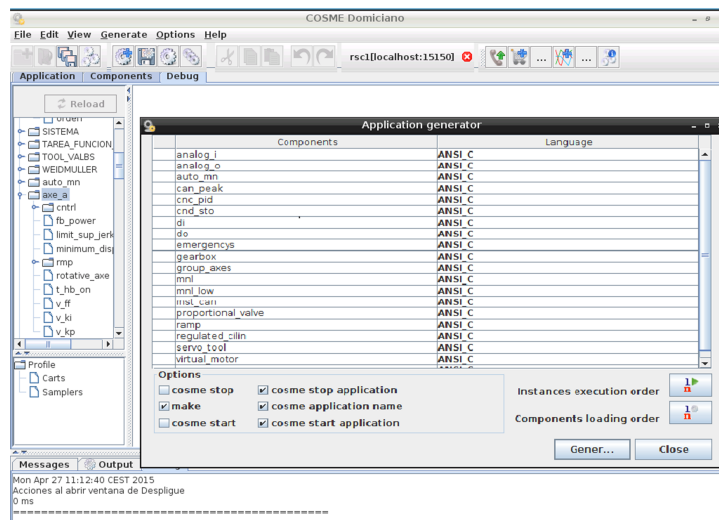 COSME Domiciano
File Edit View Generate Options Help
rsc1[localhost:15150]
...
...
Application Components Debug
Reload
orden
SISTEMA
TAREA_FUNCION
TOOL_VALBS
WEIDMULLER
auto_mn
axe_a
cntrl
fb_power
limit_sup_jerk
minimum_disp
rmp
rotative_axe
t_hb_on
v_ff
v_ki
v_kp
Profile
Carts
Samplers
Application generator
Components Language
analog_i ANSI_C
analog_o ANSI_C
auto_mn ANSI_C
can_peak ANSI_C
cnc_pid ANSI_C
cnd_sto ANSI_C
di ANSI_C
do ANSI_C
emergencys ANSI_C
gearbox ANSI_C
group_axes ANSI_C
mnl ANSI_C
mnl_low ANSI_C
mst_can ANSI_C
proportional_valve ANSI_C
ramp ANSI_C
regulated_cilin ANSI_C
servo_tool ANSI_C
virtual_motor ANSI_C
Options
cosme stop cosme stop application
make cosme application name
cosme start cosme start application
Instances execution order
Components loading order
Gener... Close
Messages Output
Mon Apr 27 11:12:40 CEST 2015
Acciones al abrir ventana de Despligue
0 ms
==============================================